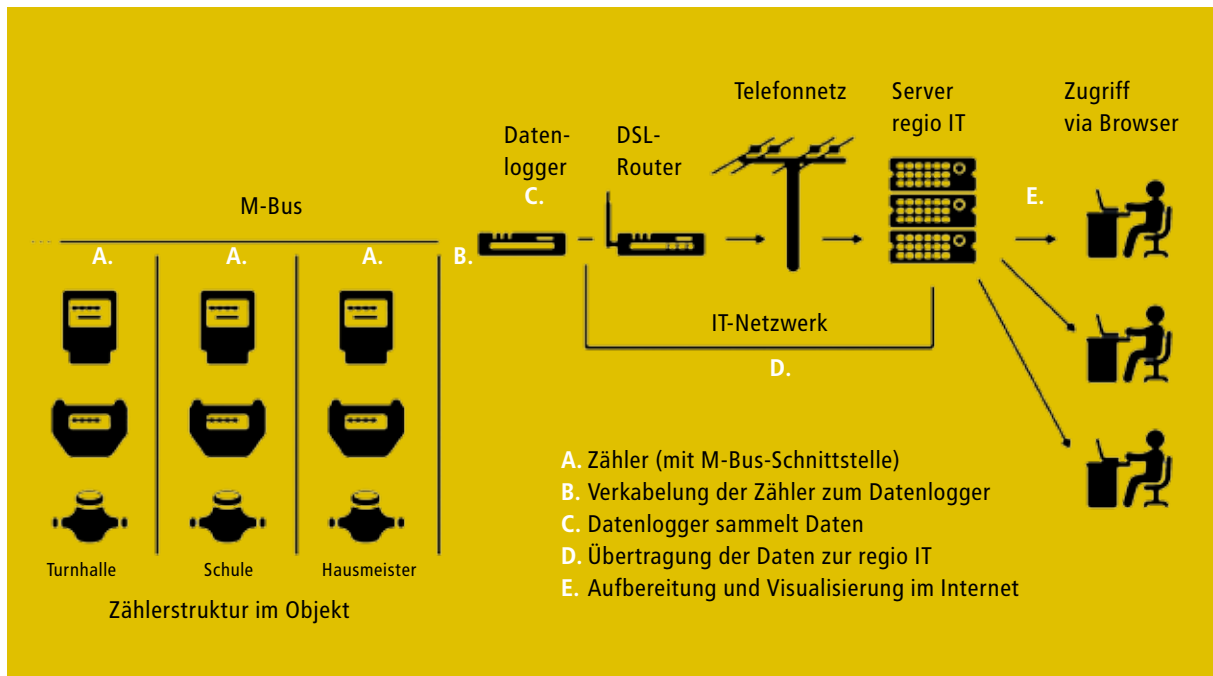 Telefonnetz
Server
regio IT
Zugriff
via Browser
Daten-
logger
C.
DSL-
Router
E.
M-Bus
A.
A.
A.
B.
IT-Netzwerk
D.
Turnhalle
Schule
Hausmeister
Zählerstruktur im Objekt
A. Zähler (mit M-Bus-Schnittstelle)
B. Verkabelung der Zähler zum Datenlogger
C. Datenlogger sammelt Daten
D. Übertragung der Daten zur regio IT
E. Aufbereitung und Visualisierung im Internet